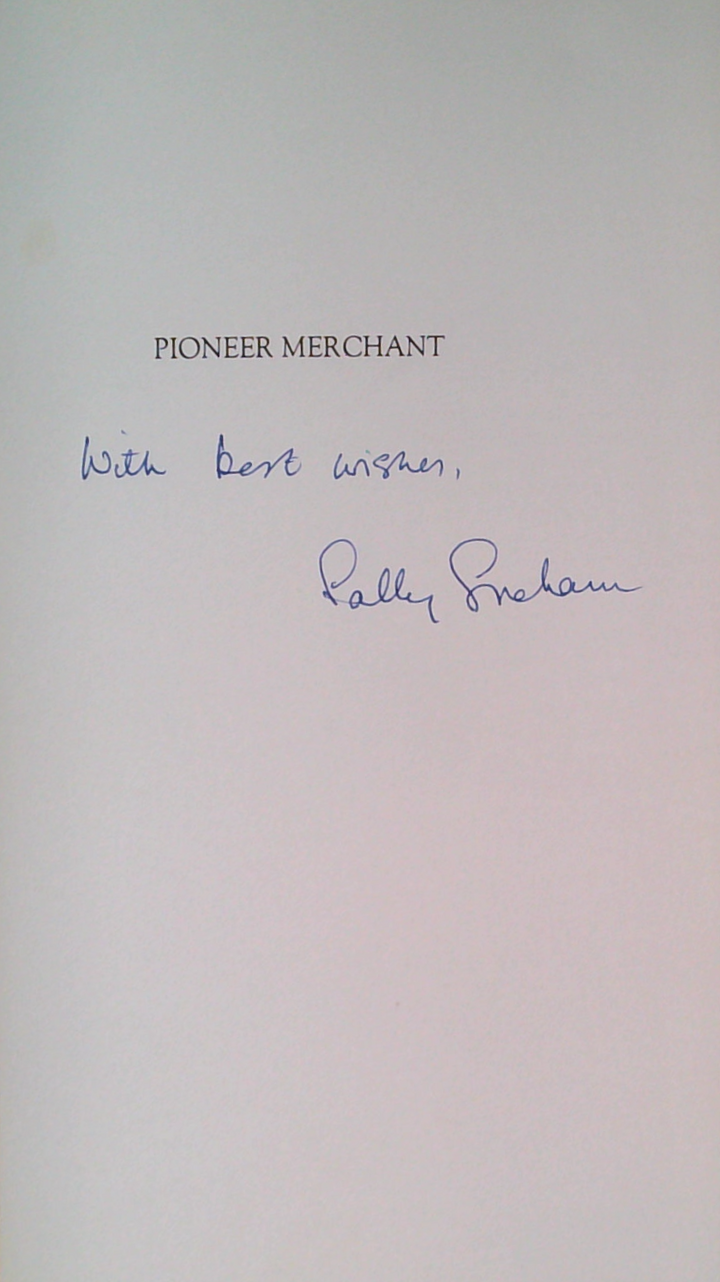 PIONEER MERCHANT
With best wishes,
Sally Graham